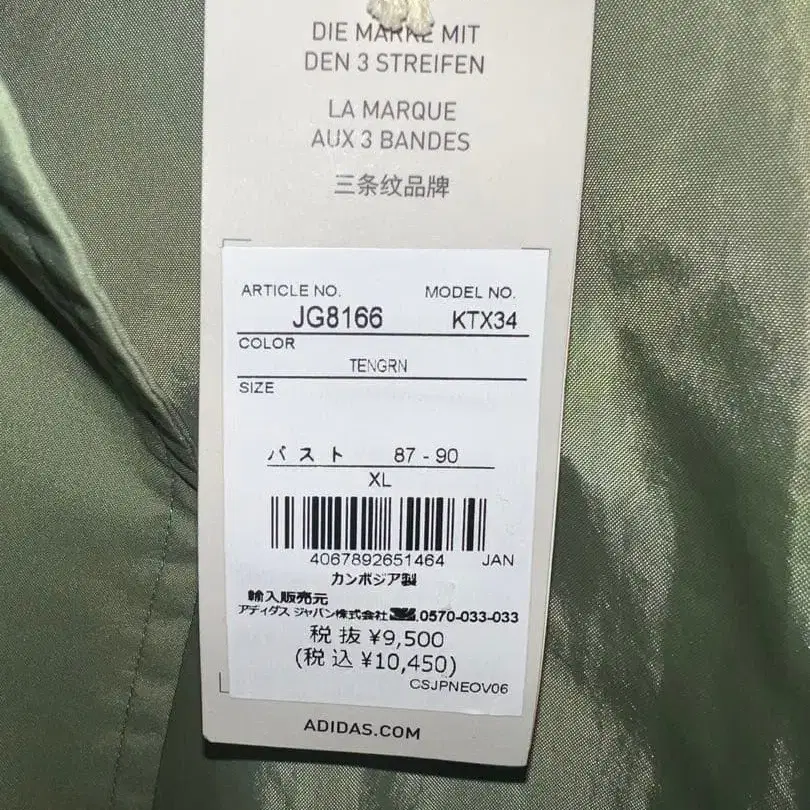 DIE MARKE MIT
DEN 3 STREIFEN
LA MARQUE
AUX 3 BANDES
三条纹品牌
ARTICLE NO. MODEL NO.
JG8166 KTX34
COLOR
TENGRN
SIZE
バスト 87 - 90
XL
4067892651464 JAN
カンボジア製
輸入販売元
アディダス ジャパン株式会社 0570-033-033
税抜 ¥9,500
(税込 ¥10,450)
CSJPNEOV06
ADIDAS.COM